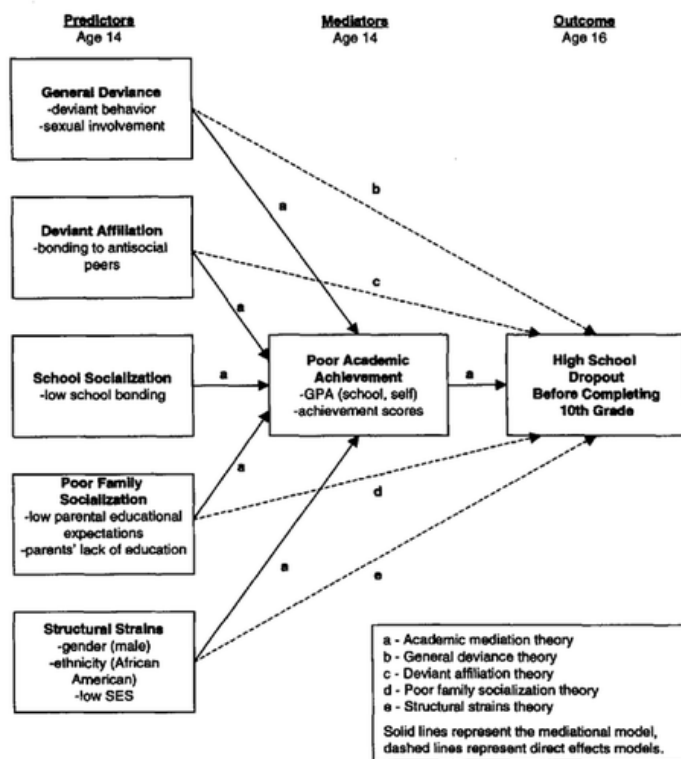 Predictors
Age 14
Mediators
Age 14
Outcome
Age 16
General Deviance
-deviant behavior
-sexual involvement
b
a
Deviant Affiliation
-bonding to antisocial
peers
c
a
School Socialization
-low school bonding
a
Poor Academic
Achievement
-GPA (school, self)
-achievement scores
a
High School
Dropout
Before Completing
10th Grade
a
Poor Family
Socialization
-low parental educational
expectations
-parents' lack of education
d
a
e
Structural Strains
-gender (male)
-ethnicity (African
American)
-low SES
a - Academic mediation theory
b - General deviance theory
c - Deviant affiliation theory
d - Poor family socialization theory
e - Structural strains theory
Solid lines represent the mediational model,
dashed lines represent direct effects models.